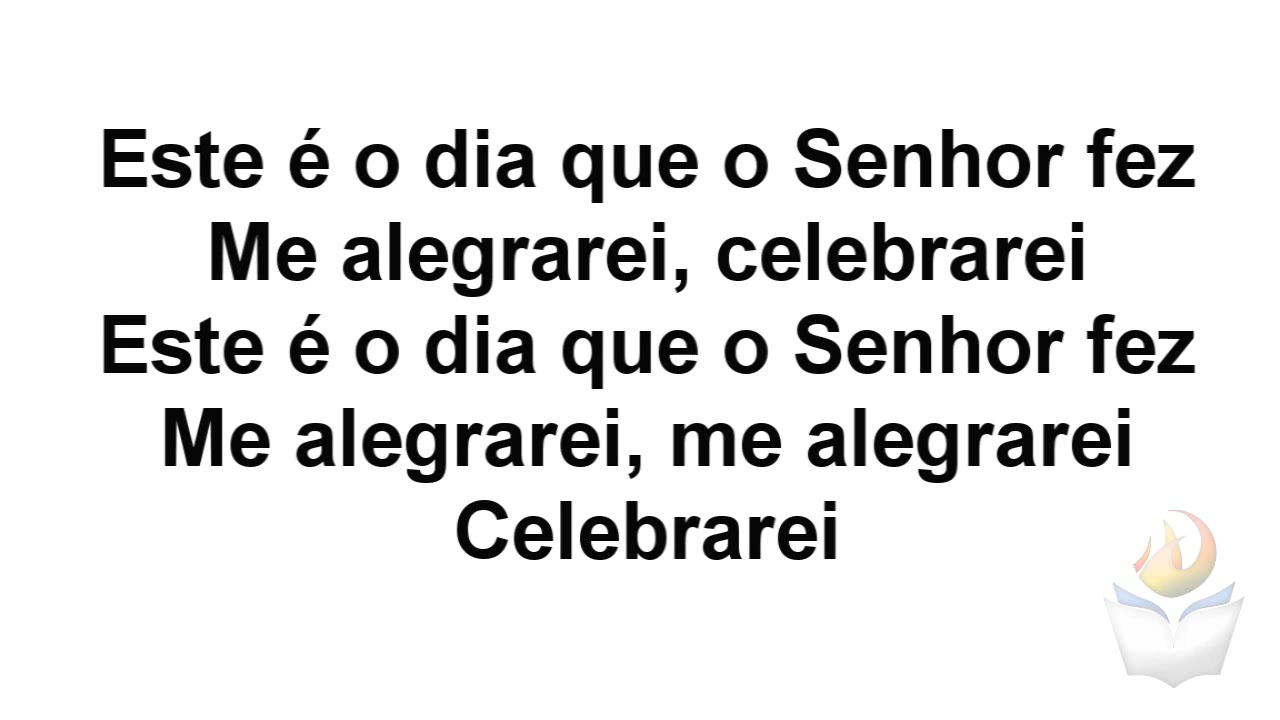 Este é o dia que o Senhor fez
Me alegrarei, celebrarei
Este é o dia que o Senhor fez
Me alegrarei, me alegrarei
Celebrarei